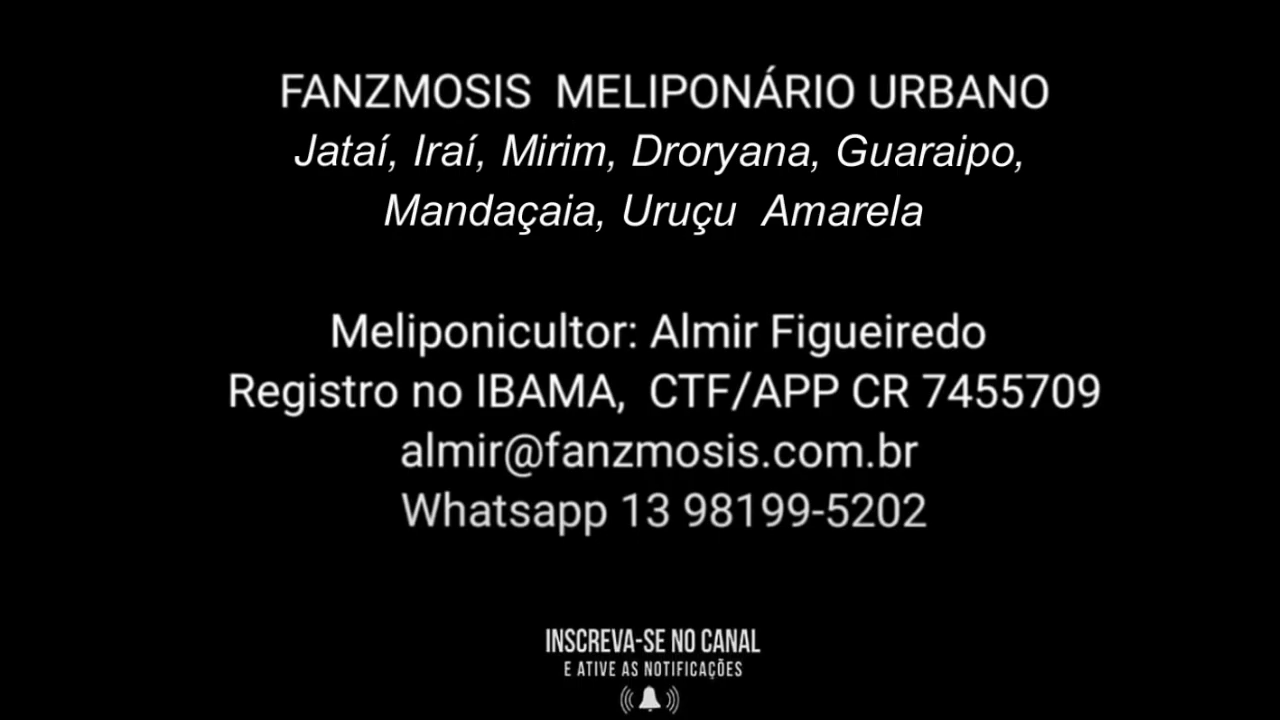 FANZMOSIS MELIPONÁRIO URBANO
Jataí, Iraí, Mirim, Droryana, Guaraipo,
Mandaçaia, Uruçu Amarela
Meliponicultor: Almir Figueiredo
Registro no IBAMA, CTF/APP CR 7455709
almir@fanzmosis.com.br
Whatsapp 13 98199-5202
INSCREVA-SE NO CANAL
E ATIVE AS NOTIFICAÇÕES